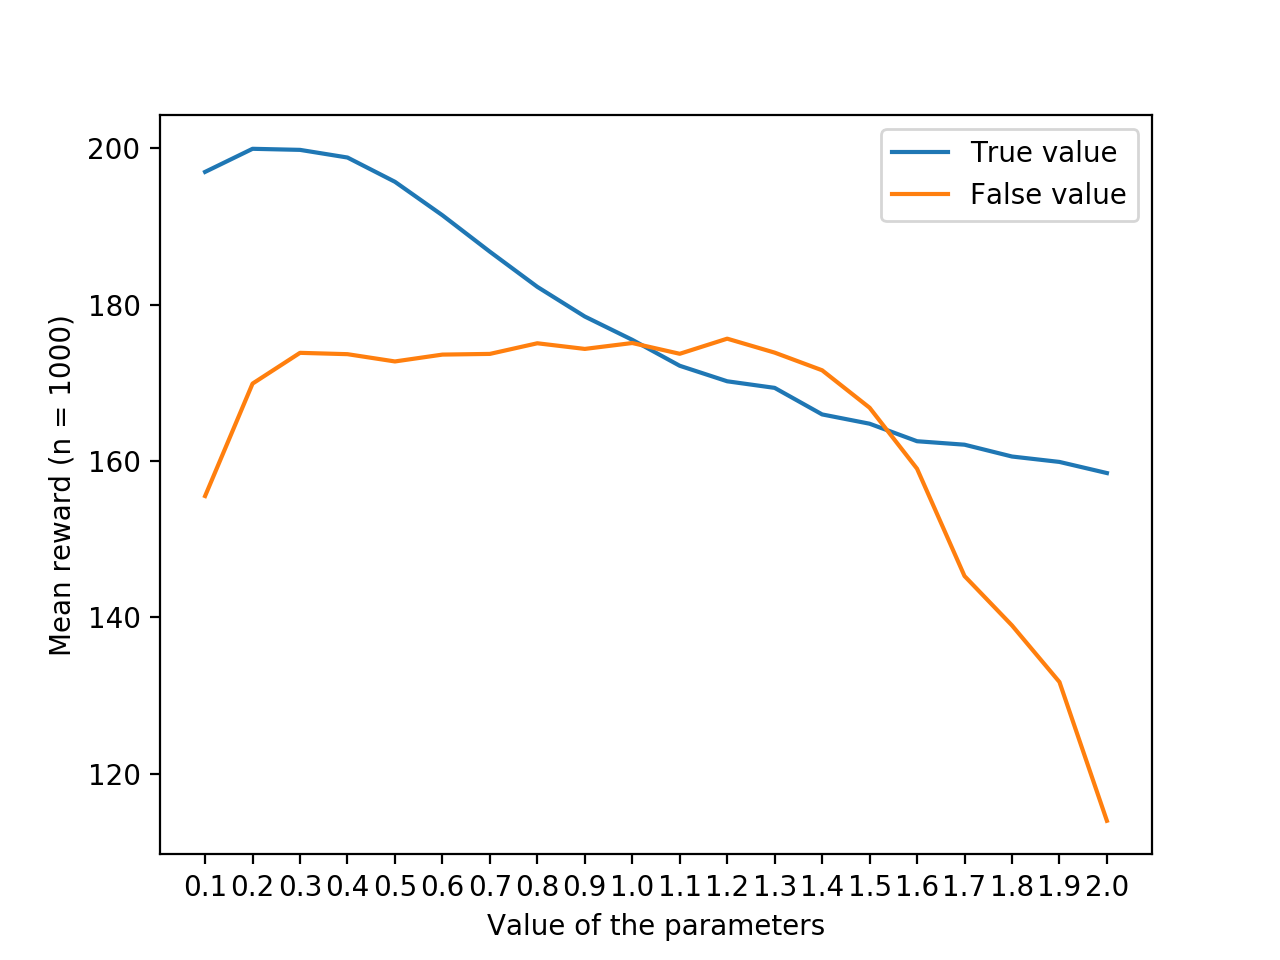 True value
False value
200
180
160
140
120
Mean reward (n = 1000)
0.1 0.2 0.3 0.4 0.5 0.6 0.7 0.8 0.9 1.0 1.1 1.2 1.3 1.4 1.5 1.6 1.7 1.8 1.9 2.0
Value of the parameters